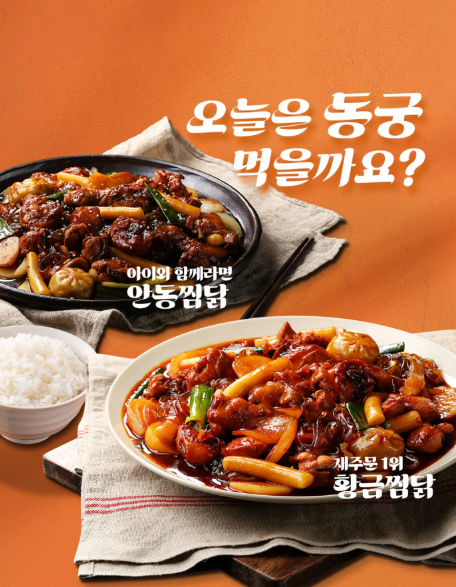 오늘은 동궁
먹을까요?
아이와 함께라면
안동찜닭
재주문 1위
황금찜닭